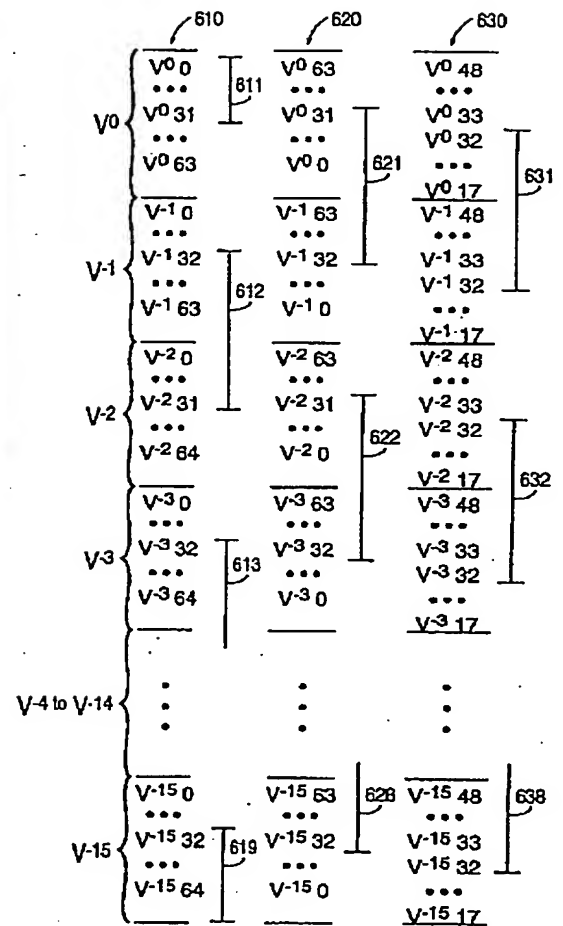 610 620 630
V0 0 V0 63 V0 48
••• ••• •••
611
V0 31 V0 31 V0 33
V0
••• ••• V0 32
621
V0 63 V0 0 •••
631
V0 17
V-1 0 V-1 63 V-1 48
••• ••• •••
V-1 32 V-1 32 V-1 33
V-1
••• ••• V-1 32
612
V-1 63 V-1 0 •••
V-1 17
V-2 0 V-2 63 V-2 48
••• ••• •••
V-2 31 V-2 31 V-2 33
V-2
••• ••• V-2 32
622
V-2 64 V-2 0 •••
632
V-2 17
V-3 0 V-3 63 V-3 48
••• ••• •••
V-3 32 V-3 32 V-3 33
V-3
613
••• ••• V-3 32
V-3 64 V-3 0 •••
V-3 17
V-4 to V-14
V-15 0 V-15 63 V-15 48
628 638
••• ••• •••
V-15 32 V-15 32 V-15 33
V-15
619
••• ••• V-15 32
V-15 64 V-15 0 •••
V-15 17